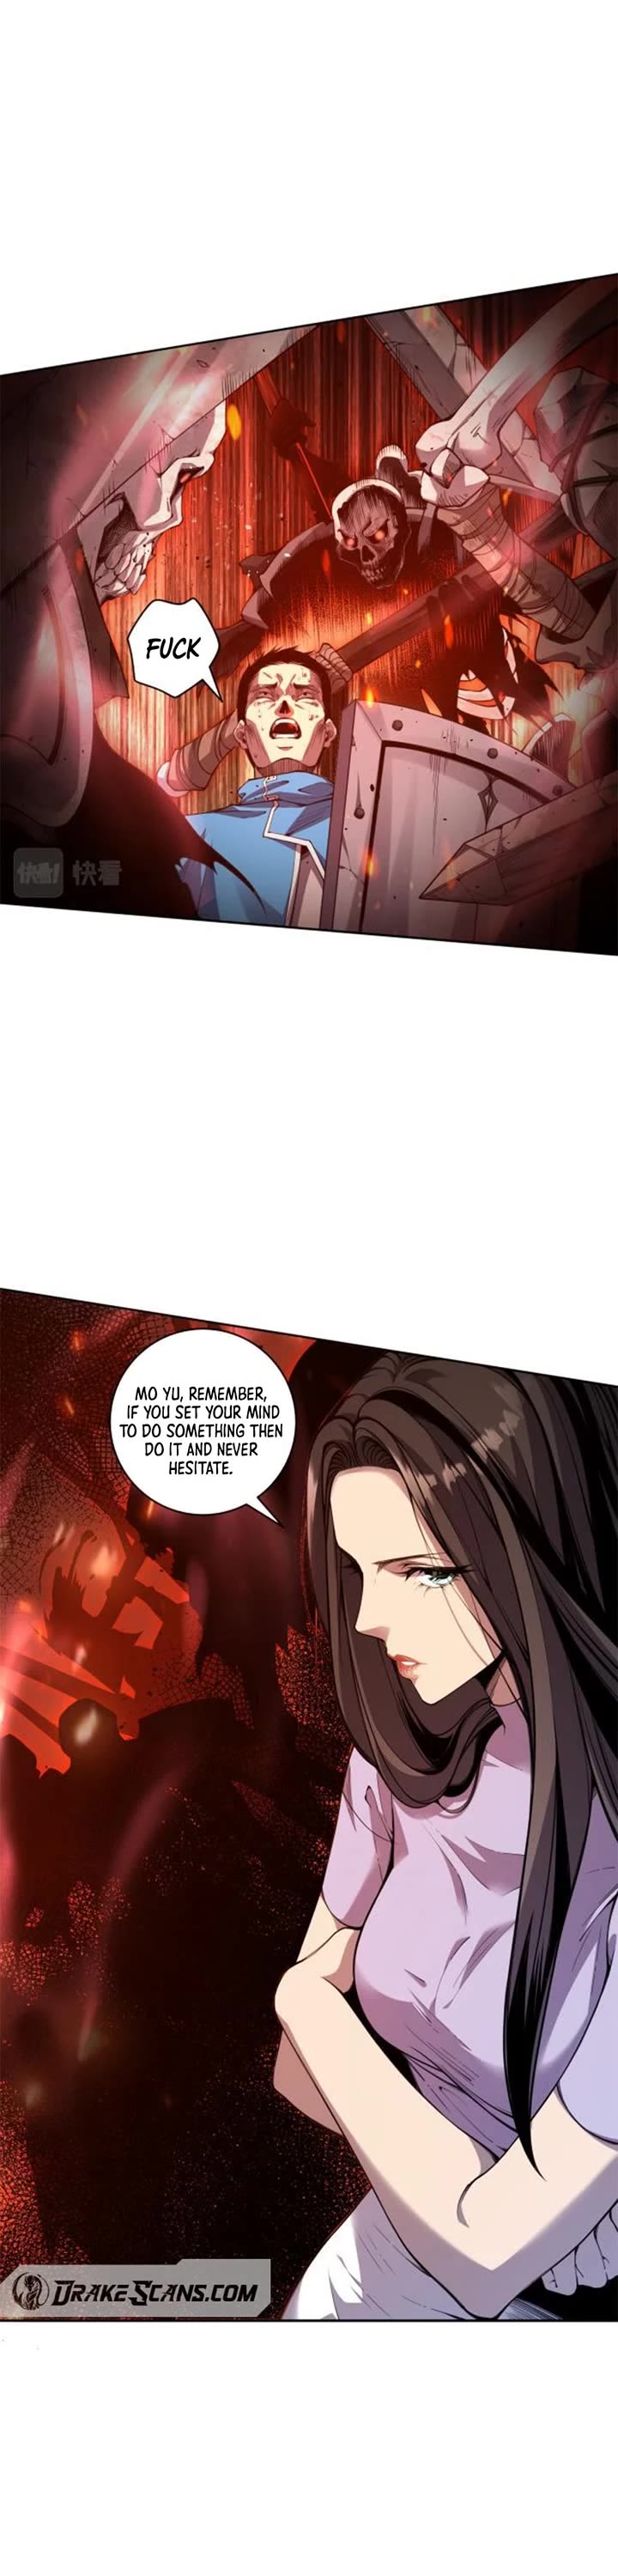 FUCK
快看! 快看
MO YU, REMEMBER,
IF YOU SET YOUR MIND
TO DO SOMETHING THEN
DO IT AND NEVER
HESITATE.
DRAKESCANS.COM